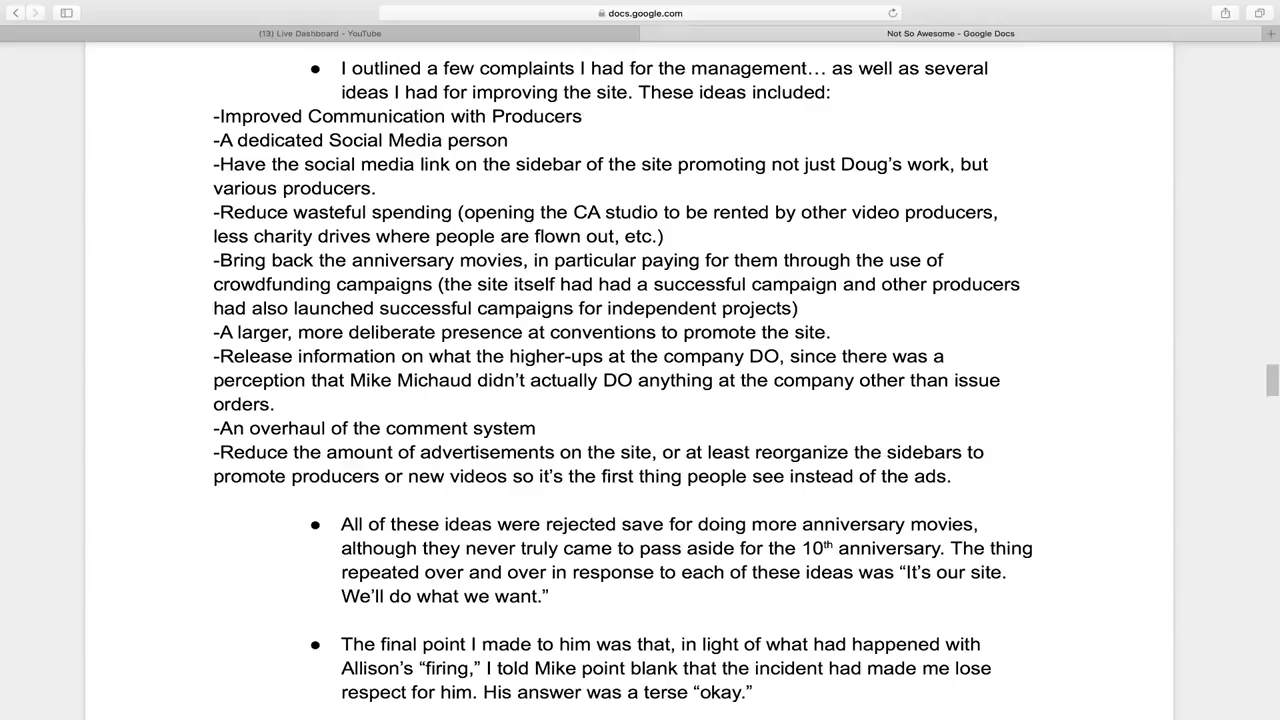 docs.google.com
(13) Live Dashboard - YouTube
Not So Awesome - Google Docs
● I outlined a few complaints I had for the management… as well as several
ideas I had for improving the site. These ideas included:
-Improved Communication with Producers
-A dedicated Social Media person
-Have the social media link on the sidebar of the site promoting not just Doug’s work, but
various producers.
-Reduce wasteful spending (opening the CA studio to be rented by other video producers,
less charity drives where people are flown out, etc.)
-Bring back the anniversary movies, in particular paying for them through the use of
crowdfunding campaigns (the site itself had had a successful campaign and other producers
had also launched successful campaigns for independent projects)
-A larger, more deliberate presence at conventions to promote the site.
-Release information on what the higher-ups at the company DO, since there was a
perception that Mike Michaud didn’t actually DO anything at the company other than issue
orders.
-An overhaul of the comment system
-Reduce the amount of advertisements on the site, or at least reorganize the sidebars to
promote producers or new videos so it’s the first thing people see instead of the ads.
● All of these ideas were rejected save for doing more anniversary movies,
although they never truly came to pass aside for the 10th anniversary. The thing
repeated over and over in response to each of these ideas was “It’s our site.
We’ll do what we want.”
● The final point I made to him was that, in light of what had happened with
Allison’s “firing,” I told Mike point blank that the incident had made me lose
respect for him. His answer was a terse “okay.”